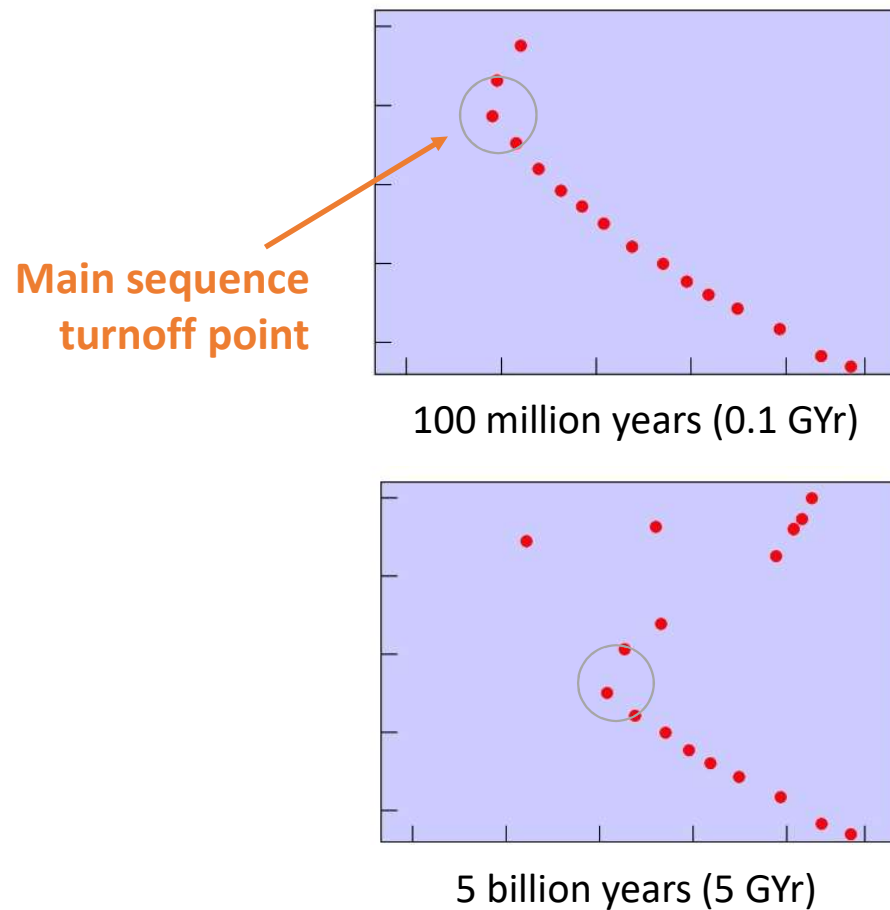 Main sequence
turnoff point
100 million years (0.1 GYr)
5 billion years (5 GYr)